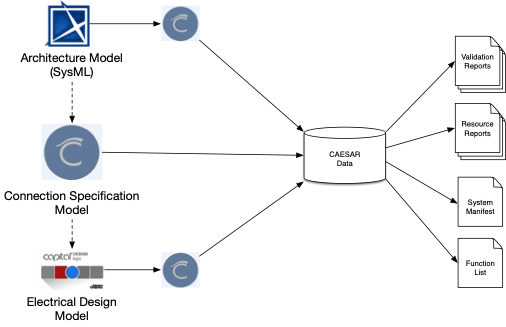 Architecture Model
(SysML)
C
C
Connection Specification
Model
capital DESIGN
C
Electrical Design
Model
CAESAR
Data
Validation
Reports
Resource
Reports
System
Manifest
Function
List